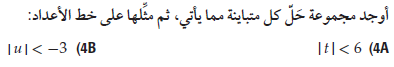 أوجد مجموعة حَلّ كل متباينة مما يأتي، ثم مثِّلها على خط الأعداد:
|t| < 6 (4A
|u| < −3 (4B